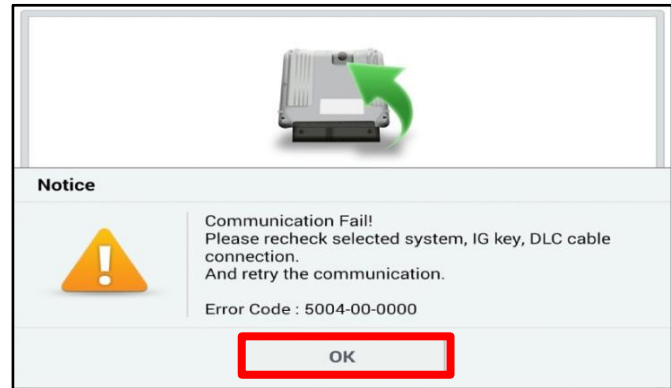 Notice
Communication Fail!
Please recheck selected system, IG key, DLC cable
connection.
And retry the communication.
Error Code : 5004-00-0000
OK